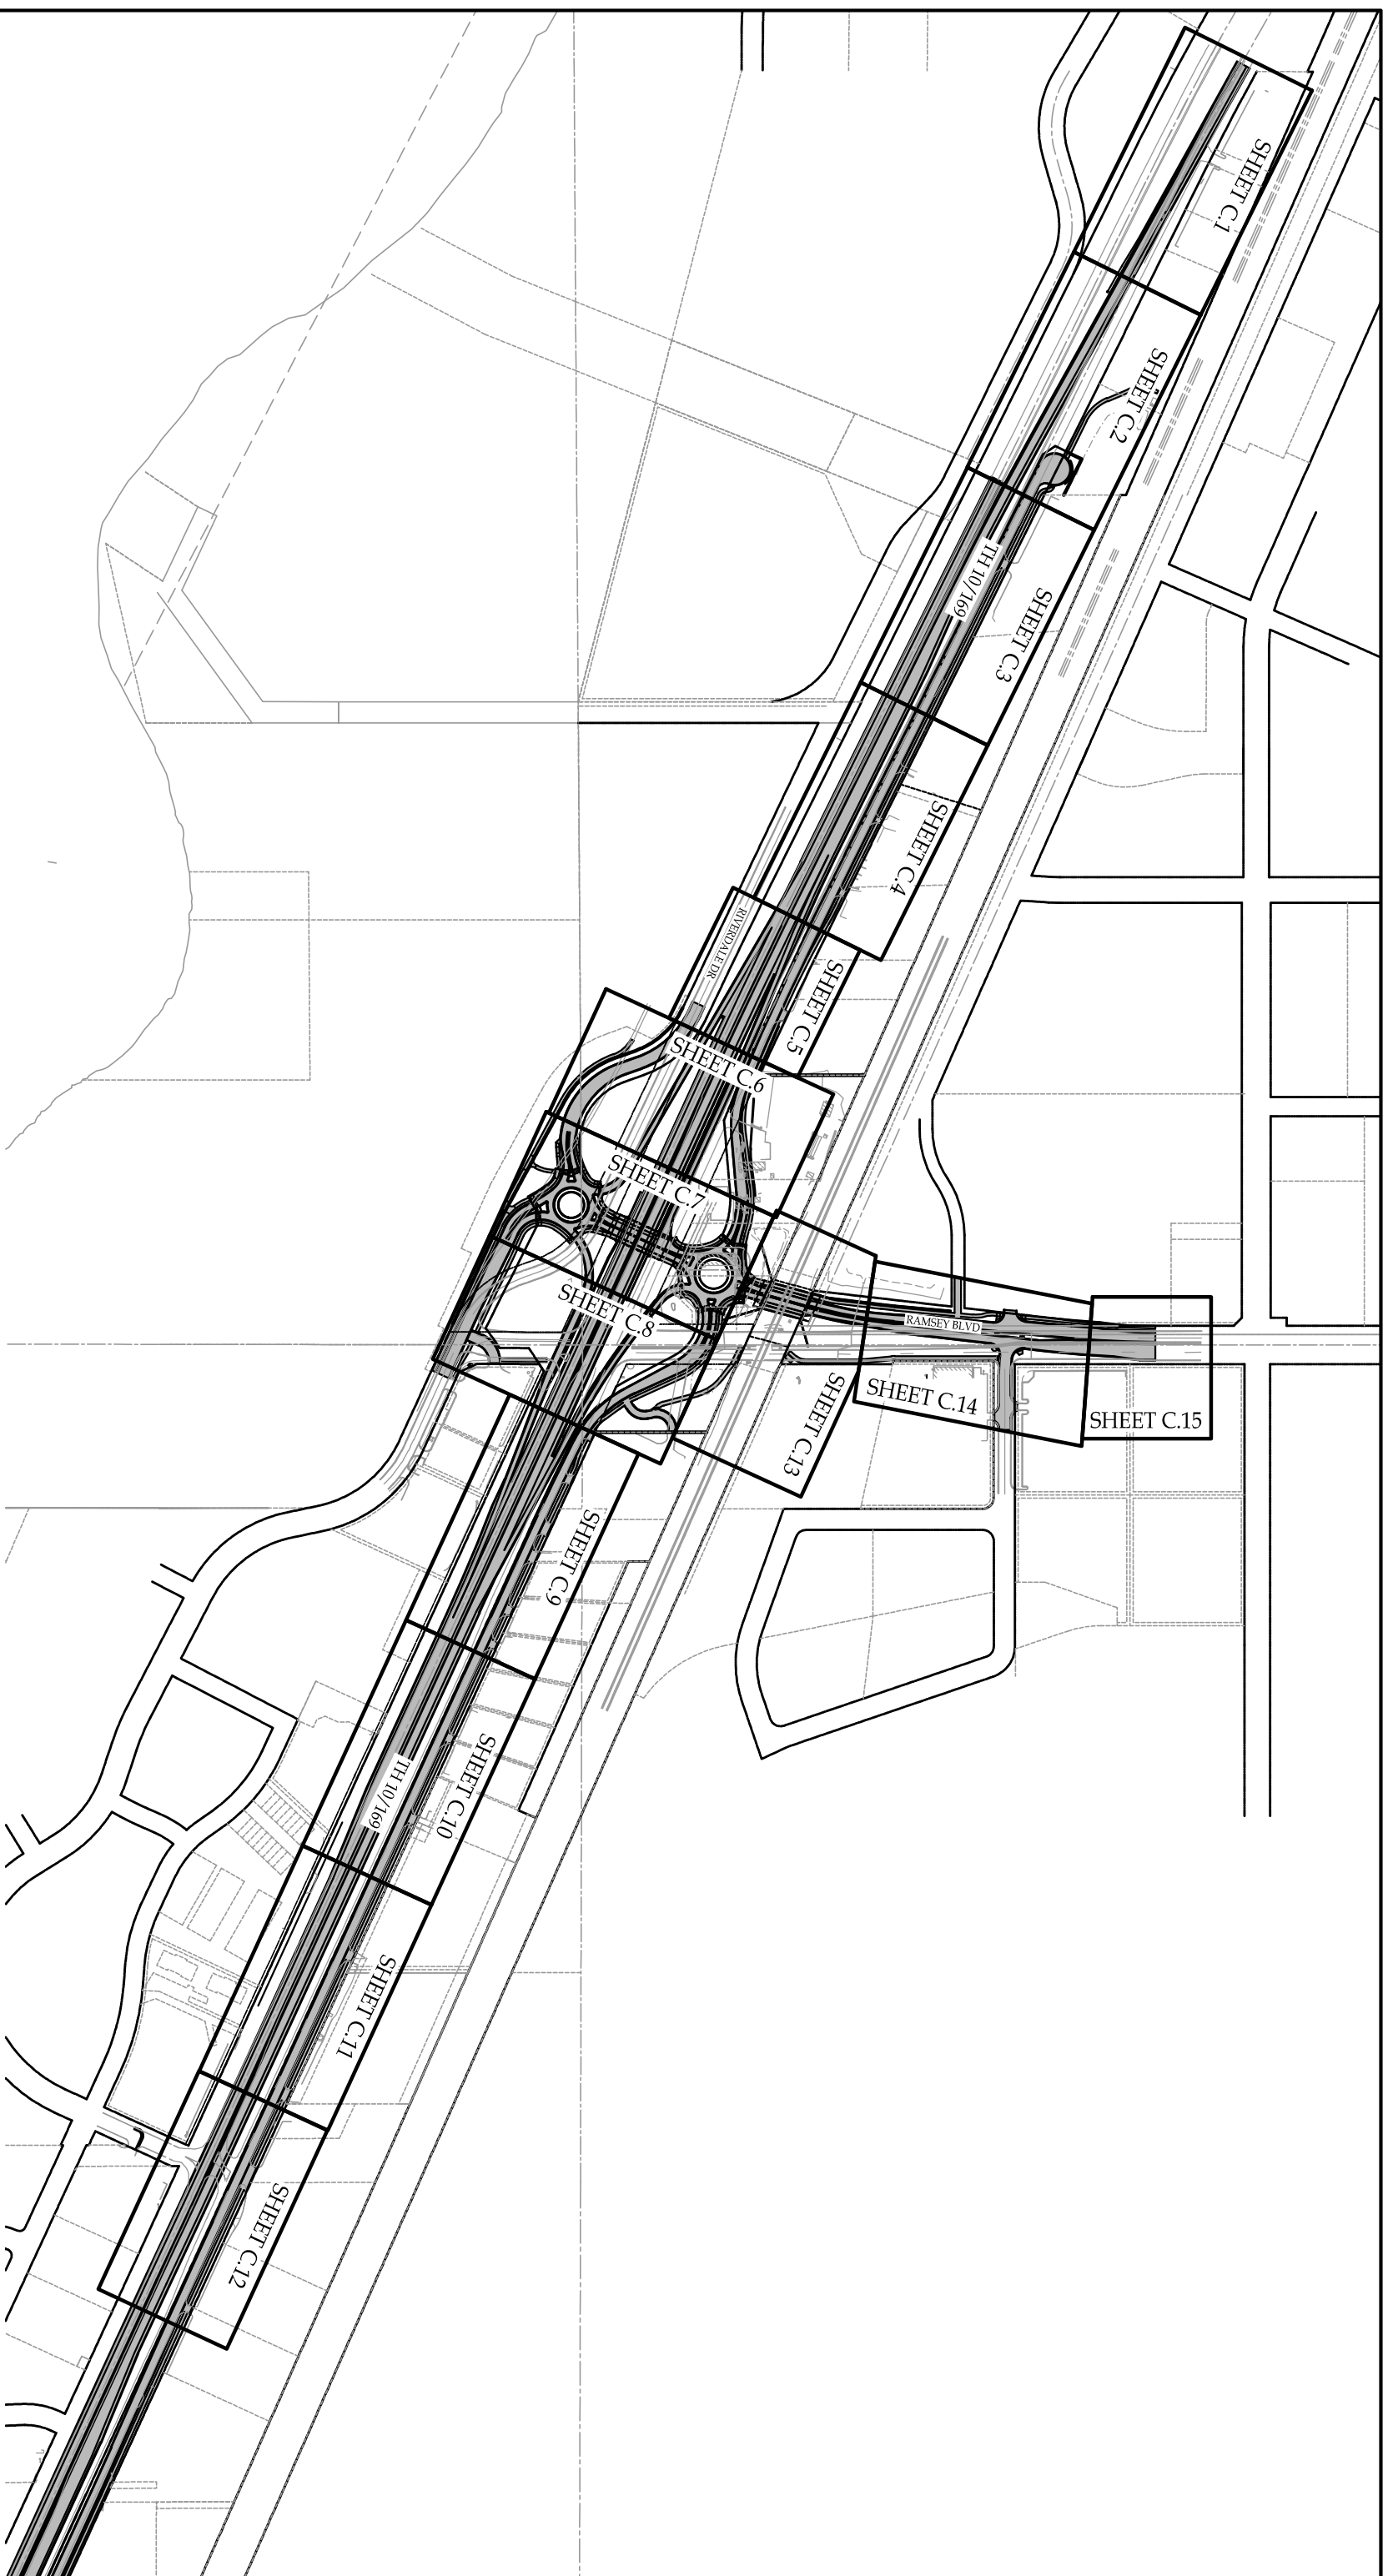 SHEET C.1
SHEET C.2
TH 10/169
SHEET C.3
SHEET C.4
RIVERDALE DR
SHEET C.5
SHEET C.6
SHEET C.7
SHEET C.8
RAMSEY BLVD
SHEET C.13
SHEET C.14
SHEET C.15
SHEET C.9
SHEET C.10
TH 10/169
SHEET C.11
SHEET C.12